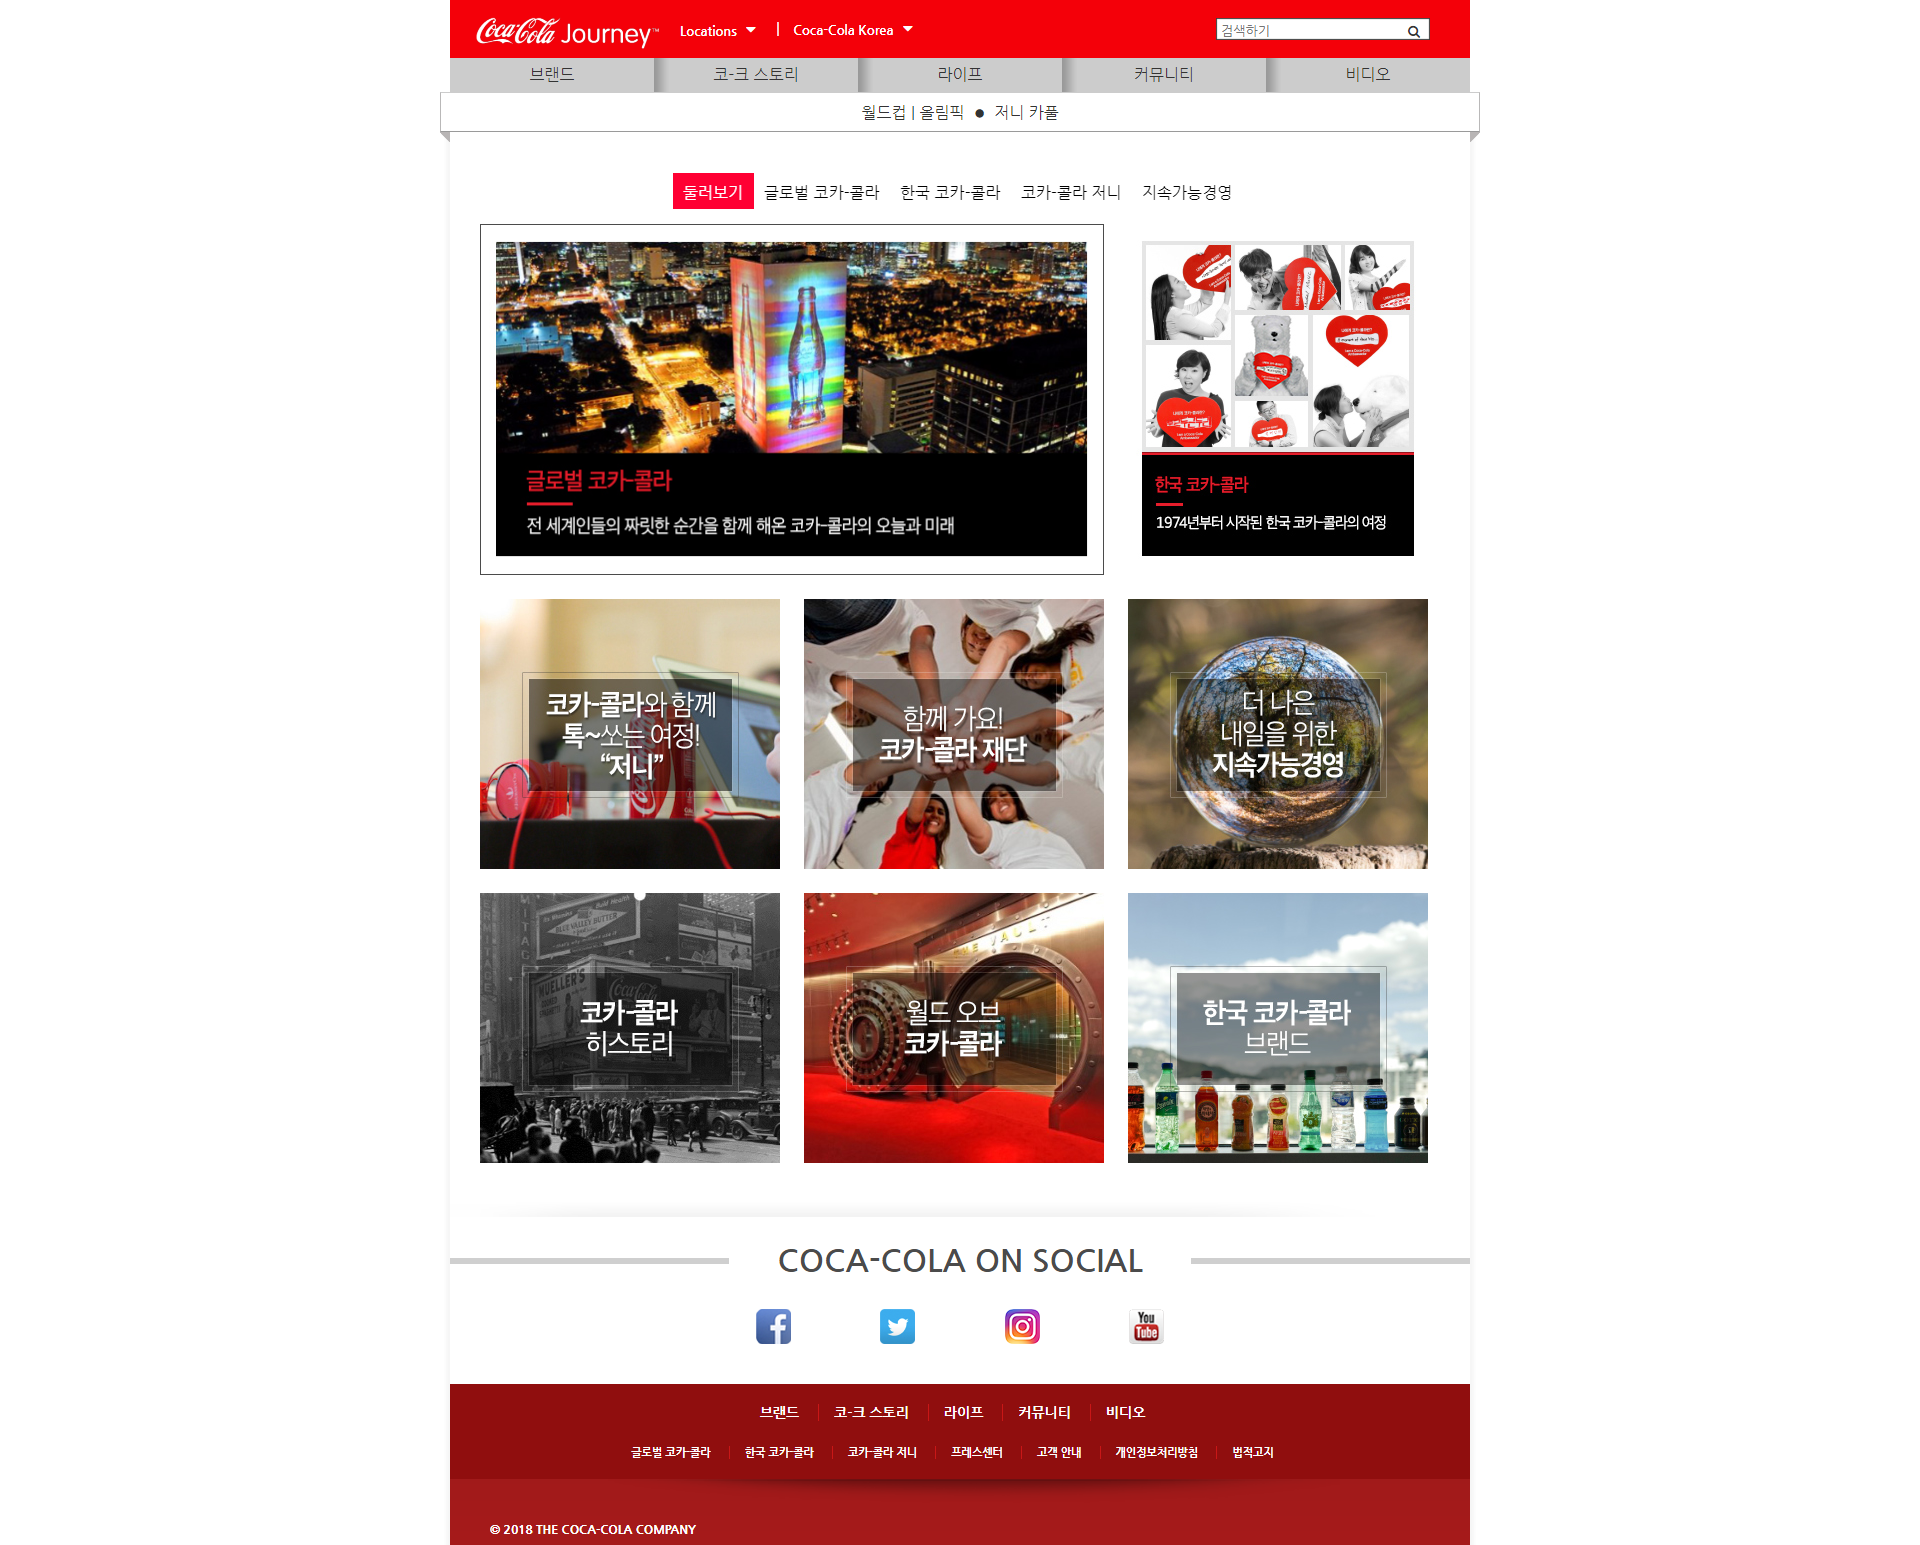 Coca-Cola Journey™
Locations
Coca-Cola Korea
검색하기
브랜드
코-크 스토리
라이프
커뮤니티
비디오
월드컵 | 올림픽 ● 저니 카풀
둘러보기
글로벌 코카-콜라
한국 코카-콜라
코카-콜라 저니
지속가능경영
글로벌 코카-콜라
전 세계인들의 짜릿한 순간을 함께 해온 코카-콜라의 오늘과 미래
한국 코카-콜라
1974년부터 시작된 한국 코카-콜라의 여정
코카-콜라와 함께
톡~쏘는 여정!
“저니”
함께 가요!
코카-콜라 재단
더 나은
내일을 위한
지속가능경영
BLUE VALLEY BUTTER
MUELLER'S
코카-콜라
히스토리
THE VAULT
월드 오브
코카-콜라
한국 코카-콜라
브랜드
COCA-COLA ON SOCIAL
You
Tube
브랜드
코-크 스토리
라이프
커뮤니티
비디오
글로벌 코카-콜라
한국 코카-콜라
코카-콜라 저니
프레스센터
고객 안내
개인정보처리방침
법적고지
© 2018 THE COCA-COLA COMPANY